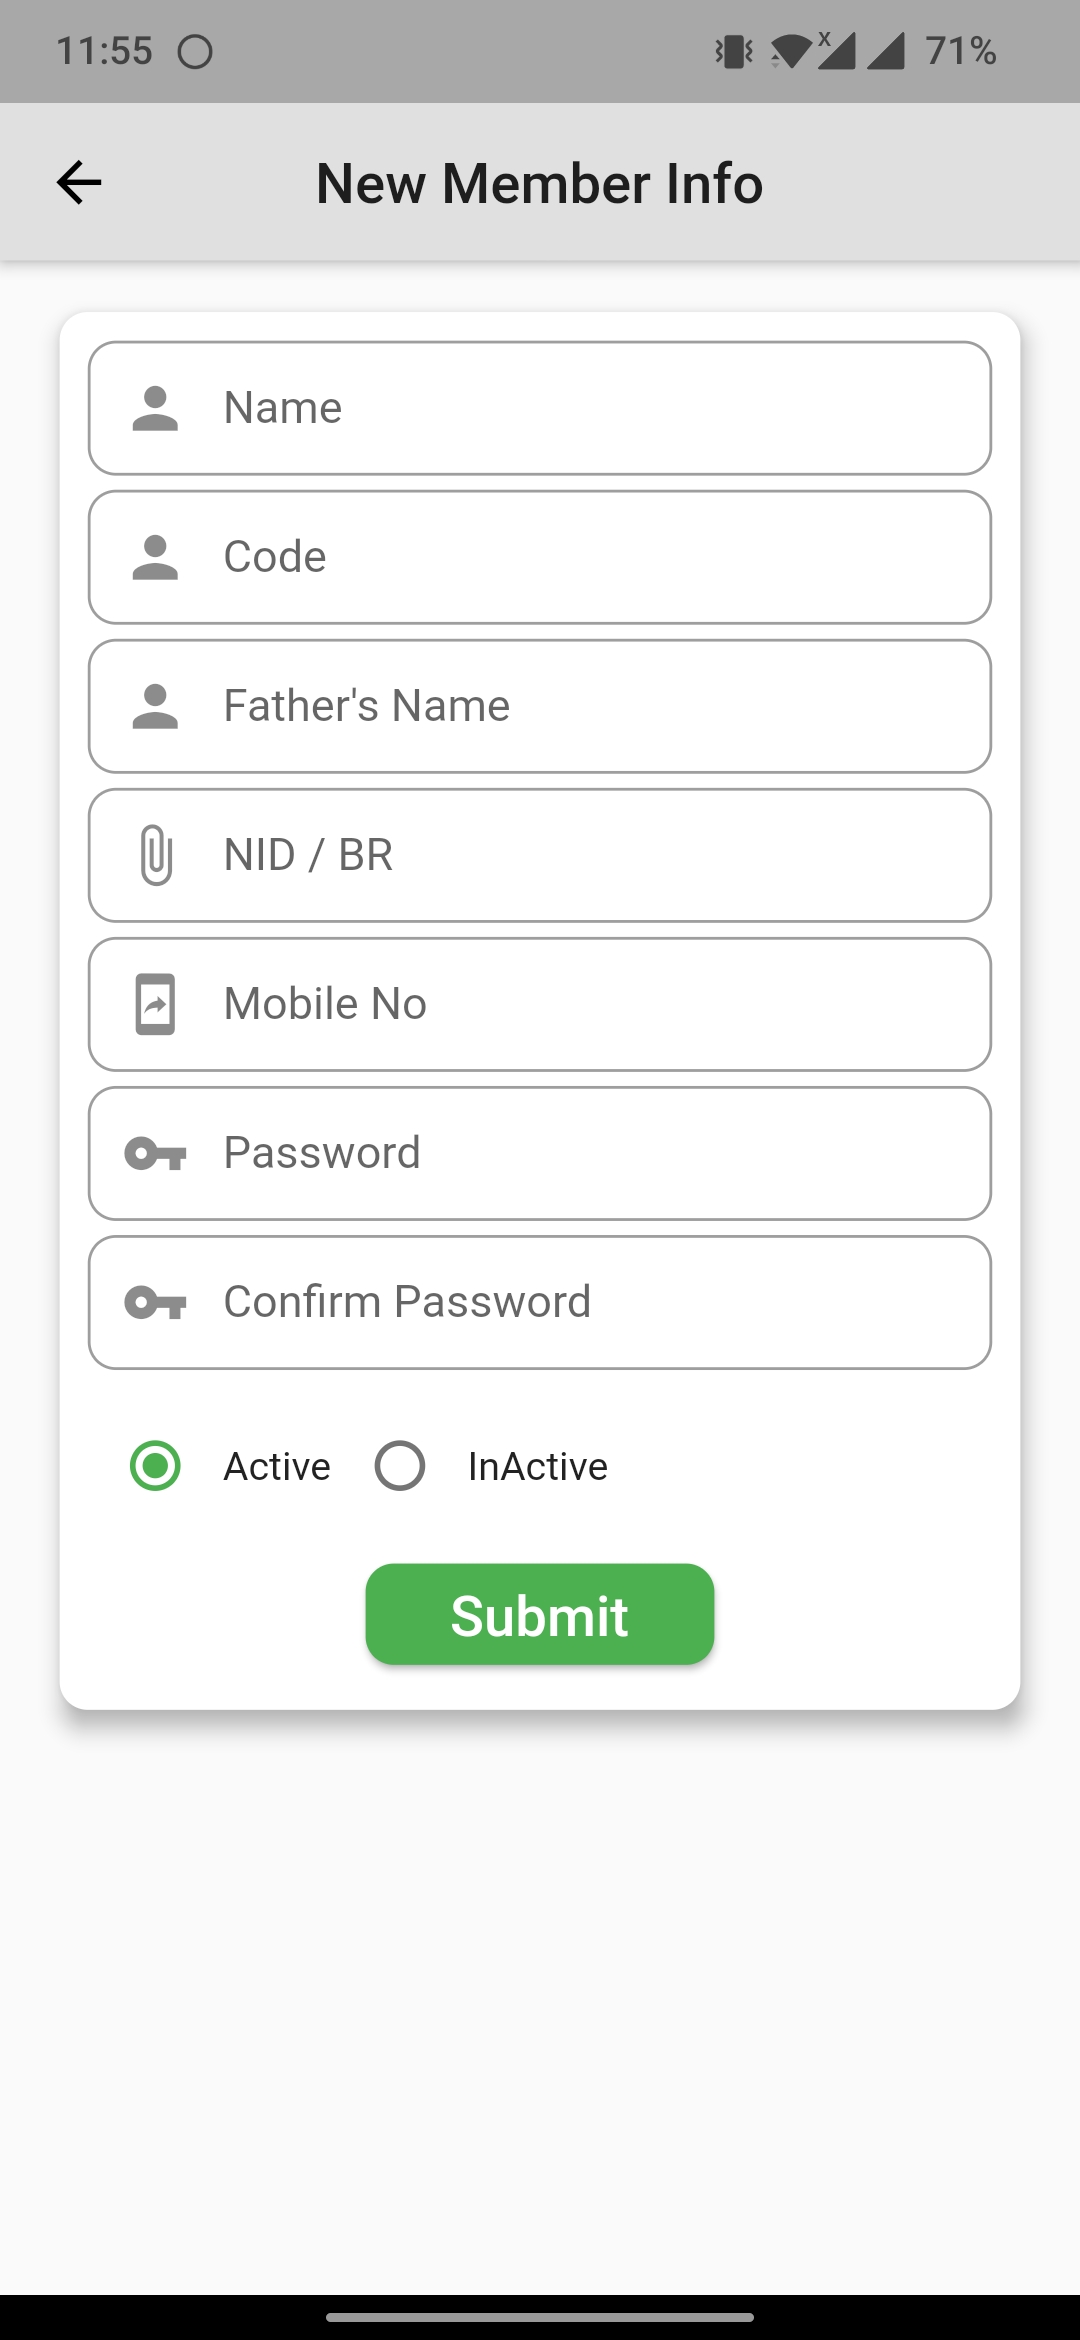 11:55 71%
New Member Info
Name
Code
Father's Name
NID / BR
Mobile No
Password
Confirm Password
Active InActive
Submit